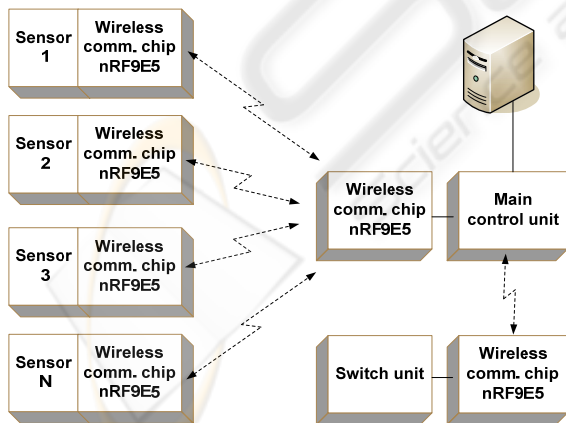 Sensor
1
Wireless
comm. chip
nRF9E5
Sensor
2
Wireless
comm. chip
nRF9E5
Sensor
3
Wireless
comm. chip
nRF9E5
Sensor
N
Wireless
comm. chip
nRF9E5
Wireless
comm. chip
nRF9E5
Main
control unit
Switch unit
Wireless
comm. chip
nRF9E5
Science a